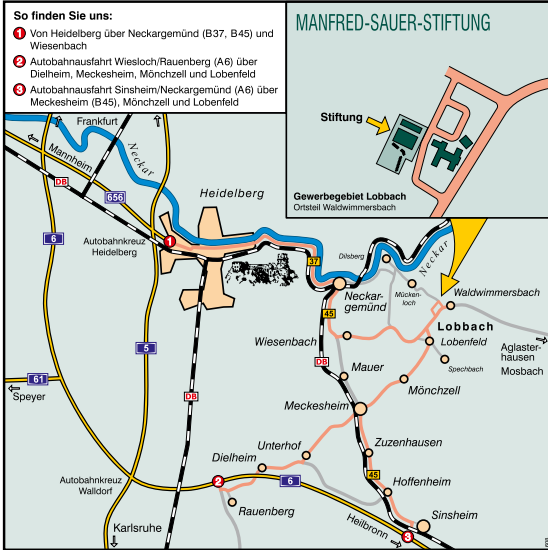 So finden Sie uns:
1 Von Heidelberg über Neckargemünd (B37, B45) und
Wiesenbach
2 Autobahnausfahrt Wiesloch/Rauenberg (A6) über
Dielheim, Meckesheim, Mönchzell und Lobenfeld
3 Autobahnausfahrt Sinsheim/Neckargemünd (A6) über
Meckesheim (B45), Mönchzell und Lobenfeld
MANFRED-SAUER-STIFTUNG
Stiftung
Gewerbegebiet Lobbach
Ortsteil Waldwimmersbach
Frankfurt
Mannheim
Neckar
DB
656
Heidelberg
6
Autobahnkreuz
Heidelberg
1
37
Dilsberg
Neckar
Neckar-
gemünd
Mücken-
loch
Waldwimmersbach
45
Lobbach
Wiesenbach
Lobenfeld
Aglaster-
hausen
Mosbach
5
DB
Mauer
Spechbach
61
Speyer
DB
Mönchzell
Meckesheim
Unterhof
Zuzenhausen
Dielheim
45
Autobahnkreuz
Walldorf
2
6
Hoffenheim
Rauenberg
Sinsheim
Karlsruhe
Heilbronn
3